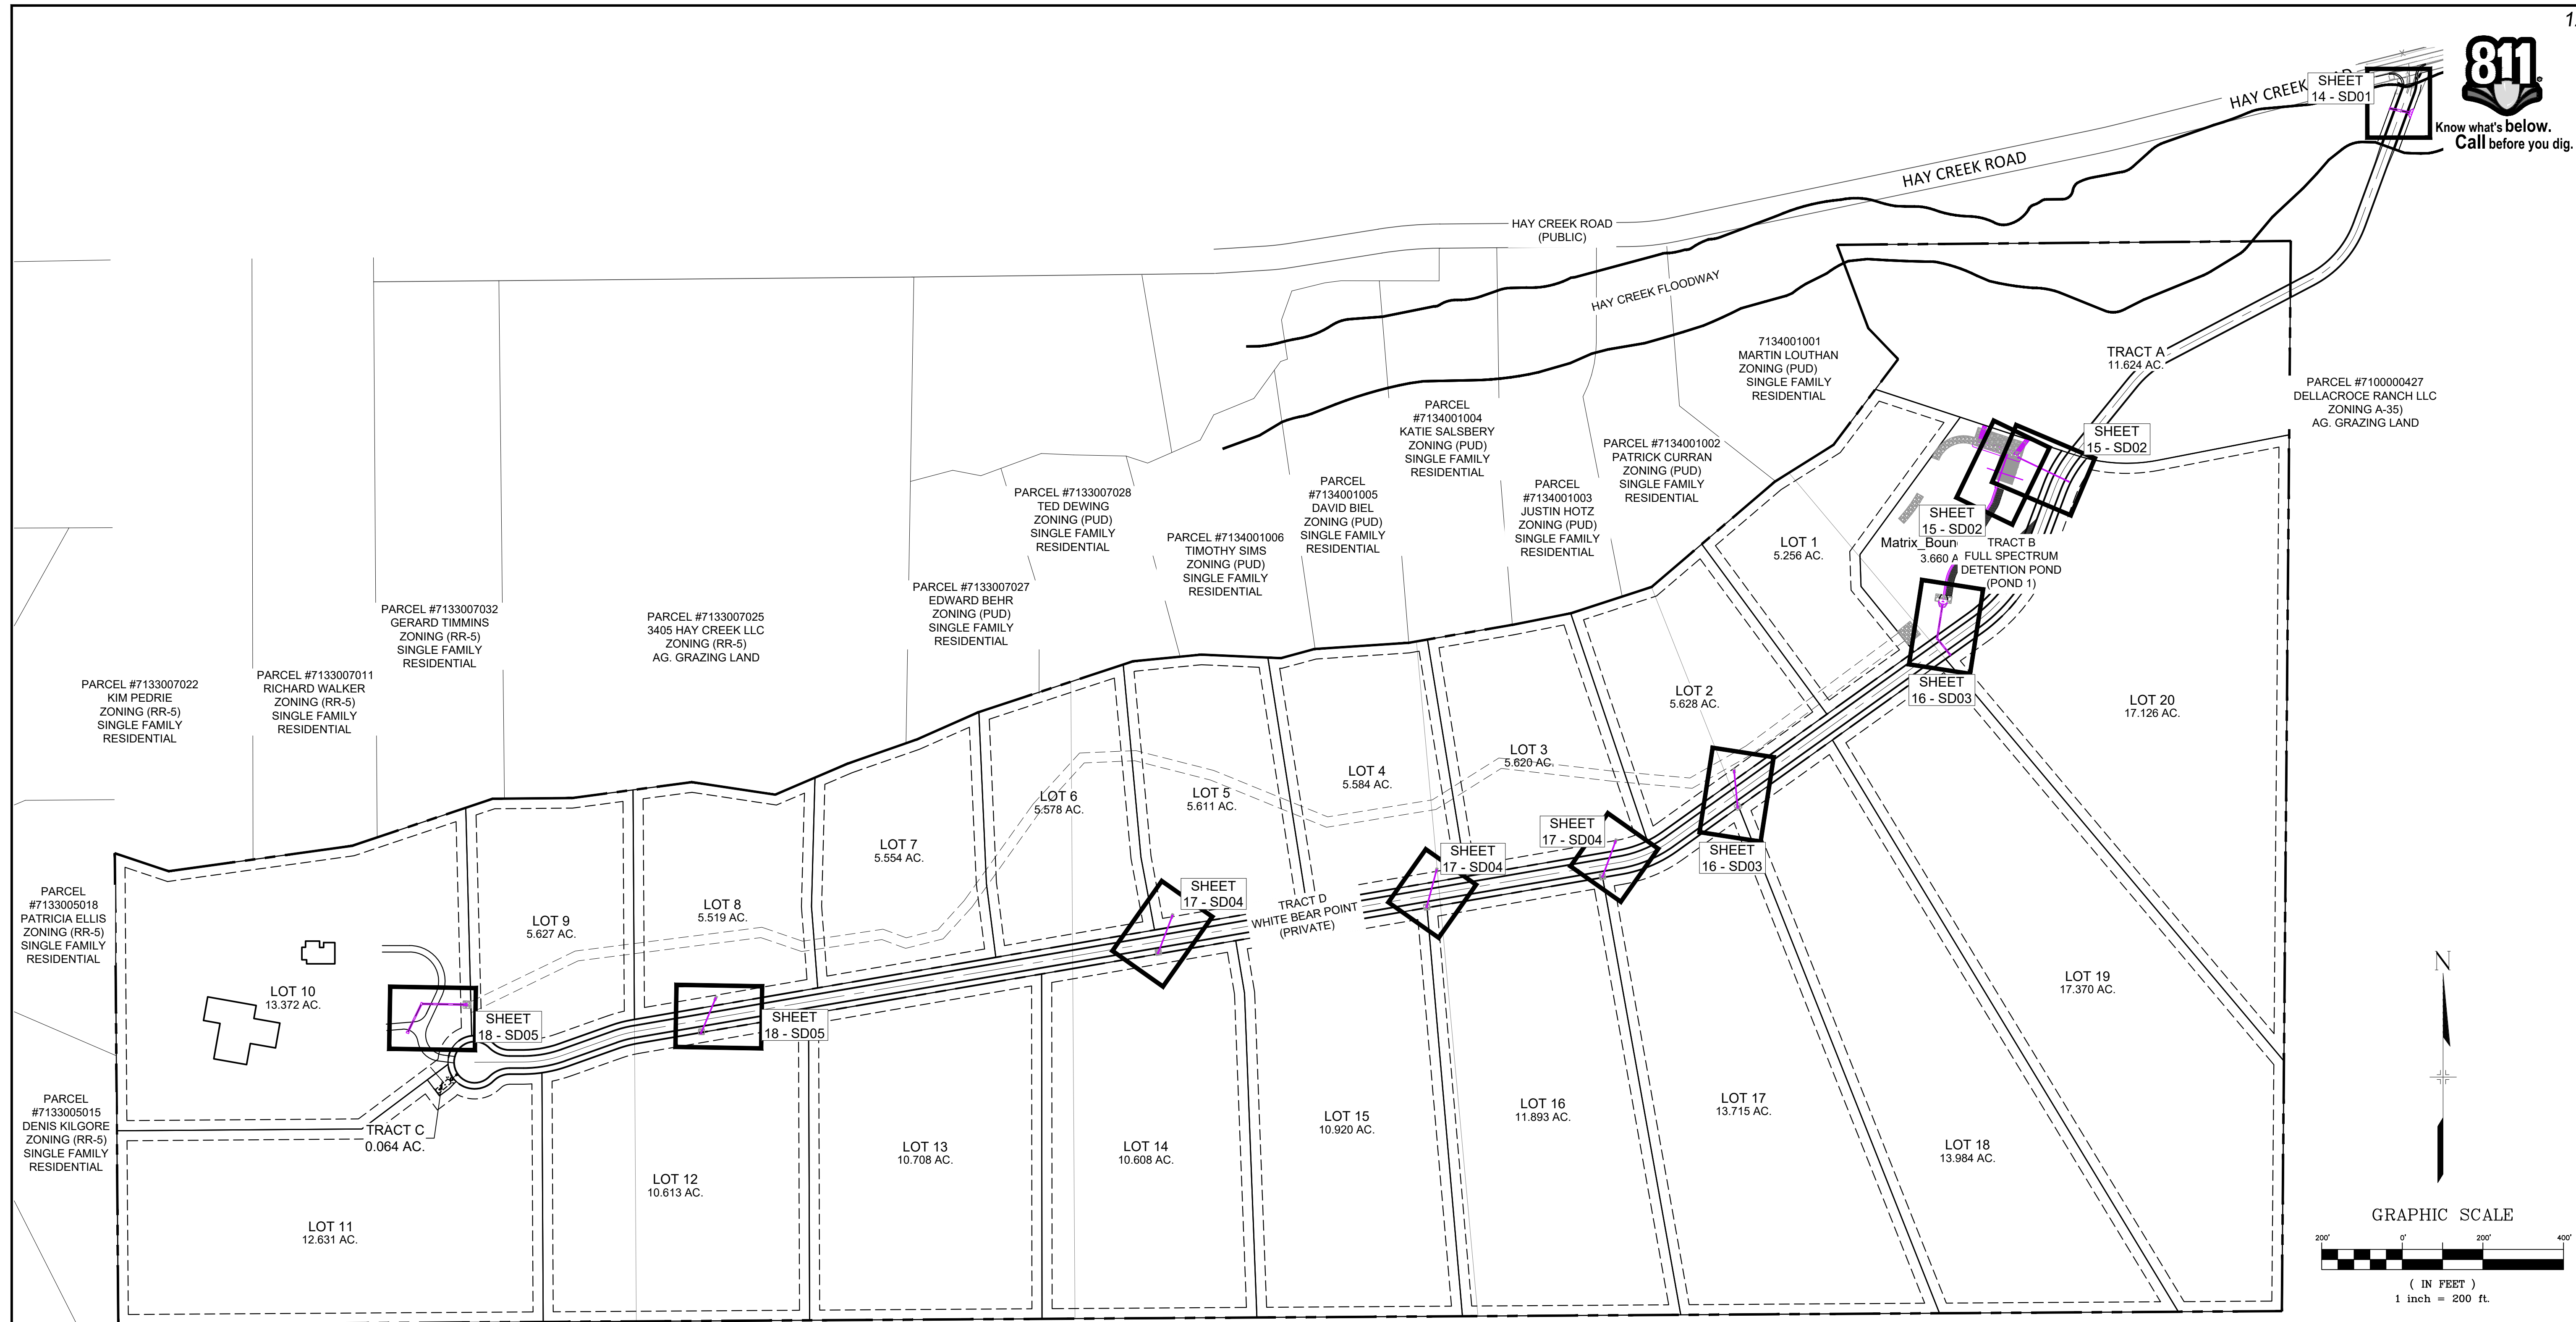 811
Know what's below.
Call before you dig.
SHEET
14 - SD01
HAY CREEK
HAY CREEK ROAD
HAY CREEK ROAD
(PUBLIC)
HAY CREEK FLOODWAY
7134001001
MARTIN LOUTHAN
ZONING (PUD)
SINGLE FAMILY
RESIDENTIAL
TRACT A
11.624 AC.
PARCEL #7100000427
DELLACROCE RANCH LLC
ZONING A-35)
AG. GRAZING LAND
PARCEL
#7134001004
KATIE SALSBERY
ZONING (PUD)
SINGLE FAMILY
RESIDENTIAL
PARCEL #7134001002
PATRICK CURRAN
ZONING (PUD)
SINGLE FAMILY
RESIDENTIAL
SHEET
15 - SD02
PARCEL #7133007028
TED DEWING
ZONING (PUD)
SINGLE FAMILY
RESIDENTIAL
PARCEL
#7134001005
DAVID BIEL
ZONING (PUD)
SINGLE FAMILY
RESIDENTIAL
PARCEL
#7134001003
JUSTIN HOTZ
ZONING (PUD)
SINGLE FAMILY
RESIDENTIAL
PARCEL #7134001006
TIMOTHY SIMS
ZONING (PUD)
SINGLE FAMILY
RESIDENTIAL
SHEET
15 - SD02
LOT 1
5.256 AC.
Matrix_Boun
3.660 A
TRACT B
FULL SPECTRUM
DETENTION POND
(POND 1)
PARCEL #7133007027
EDWARD BEHR
ZONING (PUD)
SINGLE FAMILY
RESIDENTIAL
PARCEL #7133007032
GERARD TIMMINS
ZONING (RR-5)
SINGLE FAMILY
RESIDENTIAL
PARCEL #7133007025
3405 HAY CREEK LLC
ZONING (RR-5)
AG. GRAZING LAND
PARCEL #7133007011
RICHARD WALKER
ZONING (RR-5)
SINGLE FAMILY
RESIDENTIAL
PARCEL #7133007022
KIM PEDRIE
ZONING (RR-5)
SINGLE FAMILY
RESIDENTIAL
SHEET
16 - SD03
LOT 2
5.628 AC.
LOT 20
17.126 AC.
LOT 3
5.620 AC.
LOT 4
5.584 AC.
LOT 5
5.611 AC.
LOT 6
5.578 AC.
LOT 7
5.554 AC.
SHEET
17 - SD04
SHEET
17 - SD04
SHEET
16 - SD03
SHEET
17 - SD04
LOT 8
5.519 AC.
LOT 9
5.627 AC.
TRACT D
WHITE BEAR POINT
(PRIVATE)
PARCEL
#7133005018
PATRICIA ELLIS
ZONING (RR-5)
SINGLE FAMILY
RESIDENTIAL
LOT 10
13.372 AC.
SHEET
18 - SD05
SHEET
18 - SD05
LOT 19
17.370 AC.
N
PARCEL
#7133005015
DENIS KILGORE
ZONING (RR-5)
SINGLE FAMILY
RESIDENTIAL
TRACT C
0.064 AC.
LOT 11
12.631 AC.
LOT 12
10.613 AC.
LOT 13
10.708 AC.
LOT 14
10.608 AC.
LOT 15
10.920 AC.
LOT 16
11.893 AC.
LOT 17
13.715 AC.
LOT 18
13.984 AC.
GRAPHIC SCALE
200' 0' 200' 400'
( IN FEET )
1 inch = 200 ft.